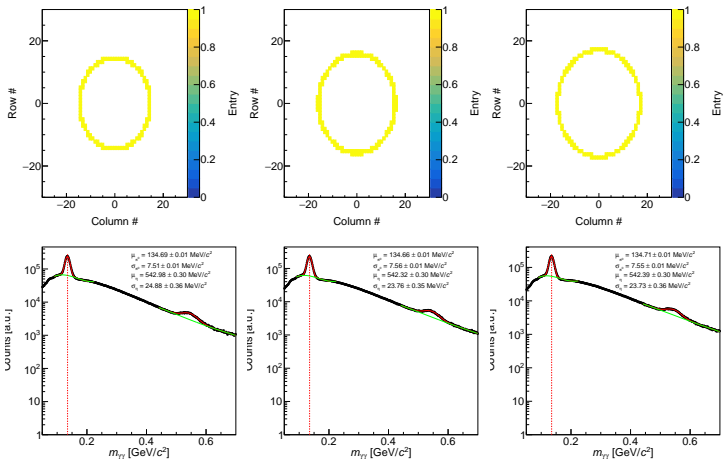 30
20
0
−20
−20 0 20
Row #
Column #
1
0.8
0.6
0.4
0.2
0
Entry
20
0
−20
−20 0 20
Row #
Column #
1
0.8
0.6
0.4
0.2
0
Entry
20
0
−20
−20 0 20
Row #
Column #
1
0.8
0.6
0.4
0.2
0
Entry
μπ⁰ = 134.69 ± 0.01 MeV/c²
σπ⁰ = 7.51 ± 0.01 MeV/c²
μη = 542.98 ± 0.30 MeV/c²
ση = 24.88 ± 0.36 MeV/c²
10⁵
10⁴
10³
10²
10
1
Counts [a.u.]
0.2 0.4 0.6
mγγ [GeV/c²]
μπ⁰ = 134.66 ± 0.01 MeV/c²
σπ⁰ = 7.56 ± 0.01 MeV/c²
μη = 542.32 ± 0.30 MeV/c²
ση = 23.76 ± 0.35 MeV/c²
10⁵
10⁴
10³
10²
10
1
Counts [a.u.]
0.2 0.4 0.6
mγγ [GeV/c²]
μπ⁰ = 134.71 ± 0.01 MeV/c²
σπ⁰ = 7.55 ± 0.01 MeV/c²
μη = 542.39 ± 0.30 MeV/c²
ση = 23.73 ± 0.36 MeV/c²
10⁵
10⁴
10³
10²
10
1
Counts [a.u.]
0.2 0.4 0.6
mγγ [GeV/c²]